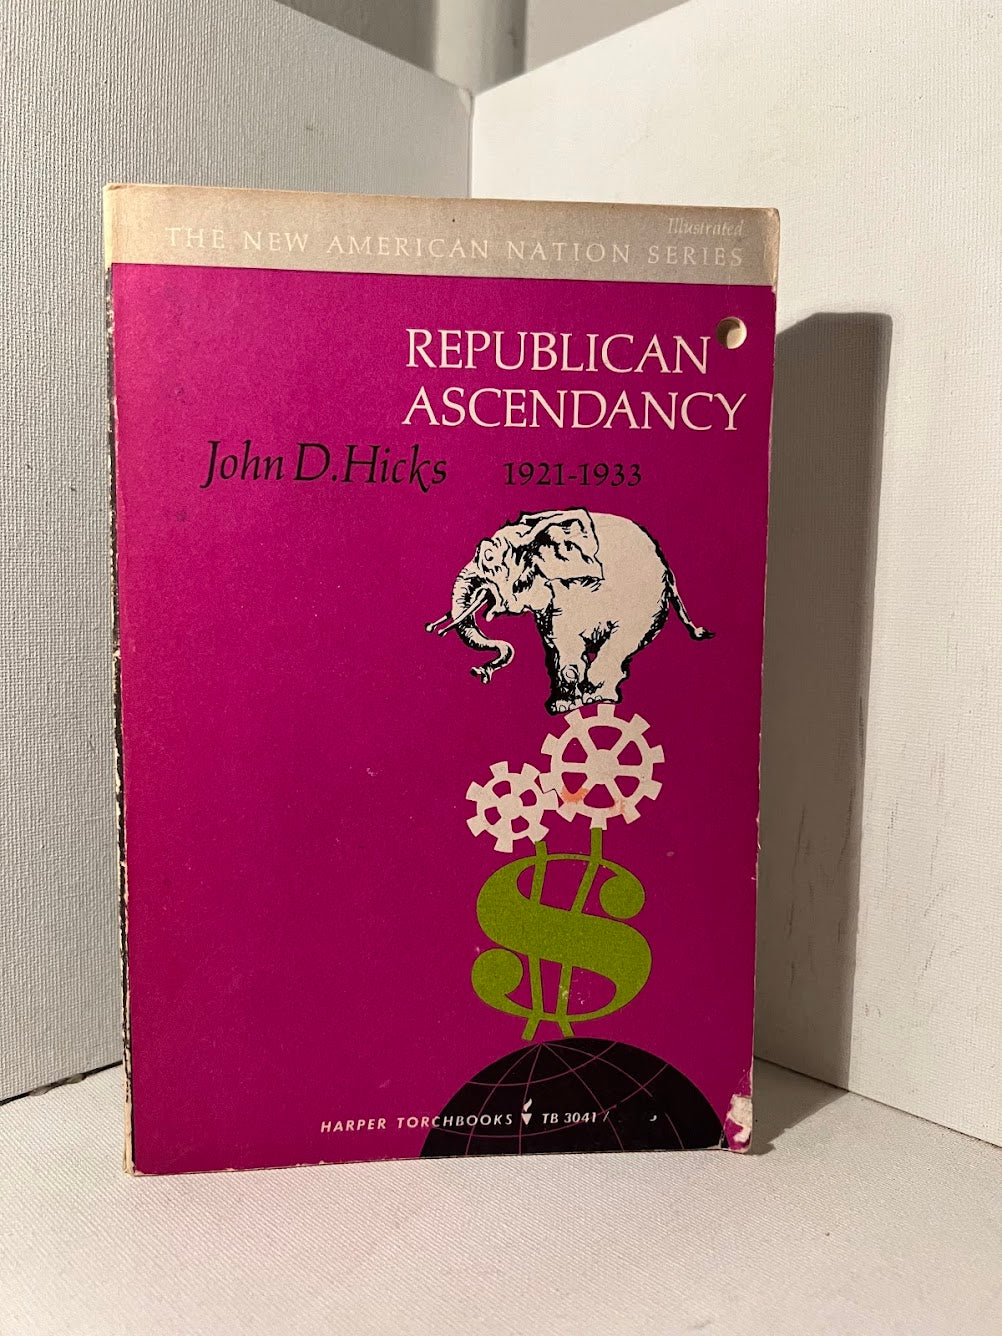 Illustrated
THE NEW AMERICAN NATION SERIES
REPUBLICAN
ASCENDANCY
John D. Hicks 1921-1933
HARPER TORCHBOOKS TB 3041 /